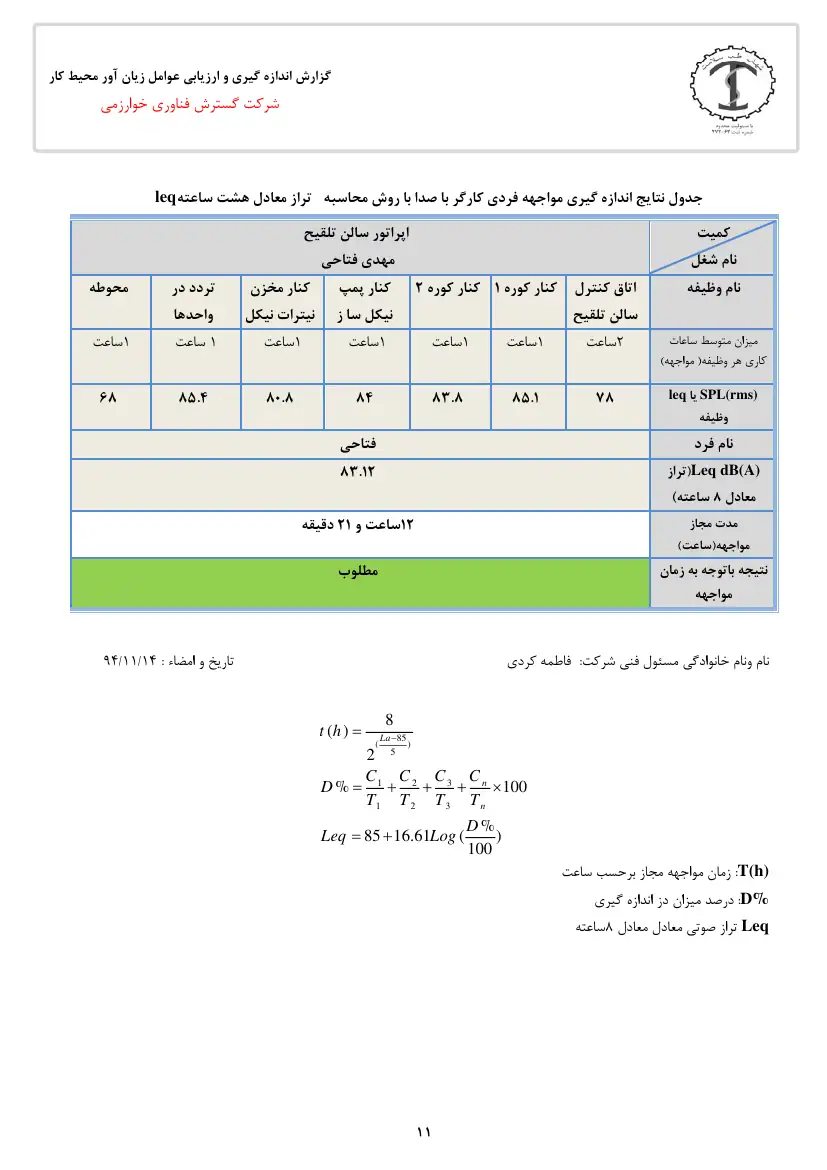 گزارش اندازه گیری و ارزیابی عوامل زیان آور محیط کار
شرکت گسترش فناوری خوارزمی
با مسئولیت محدود
جدول نتایج اندازه گیری مواجهه فردی کارگر با صدا با روش محاسبه تراز معادل هشت ساعته leq
کمیت
نام شغل
اپراتور سالن تلقیح
مهدی فتاحی
نام وظیفه
اتاق کنترل سالن تلقیح
کنار کوره ۱
کنار کوره ۲
کنار پمپ نیکل سا ز
کنار مخزن نیترات نیکل
تردد در واحدها
محوطه
میزان متوسط ساعات
کاری هر وظیفه( مواجهه)
۲ساعت
۱ساعت
۱ساعت
۱ساعت
۱ساعت
۱ ساعت
۱ساعت
SPL(rms) یا leq
وظیفه
۷۸
۸۵.۱
۸۳.۸
۸۴
۸۰.۸
۸۵.۴
۶۸
نام فرد
فتاحی
Leq dB(A)(تراز
معادل ۸ ساعته)
۸۳.۱۲
مدت مجاز
مواجهه(ساعت)
۱۲ساعت و ۲۱ دقیقه
نتیجه باتوجه به زمان
مواجهه
مطلوب
نام ونام خانوادگی مسئول فنی شرکت: فاطمه کردی
تاریخ و امضاء : ۹۴/۱۱/۱۴
t (h) = 8 / 2^((La−85)/5)
D % = C1/T1 + C2/T2 + C3/T3 + Cn/Tn ×100
Leq = 85 +16.61Log (D%/100)
T(h): زمان مواجهه مجاز برحسب ساعت
D%: درصد میزان دز اندازه گیری
Leq تراز صوتی معادل معادل ۸ساعته
۱۱